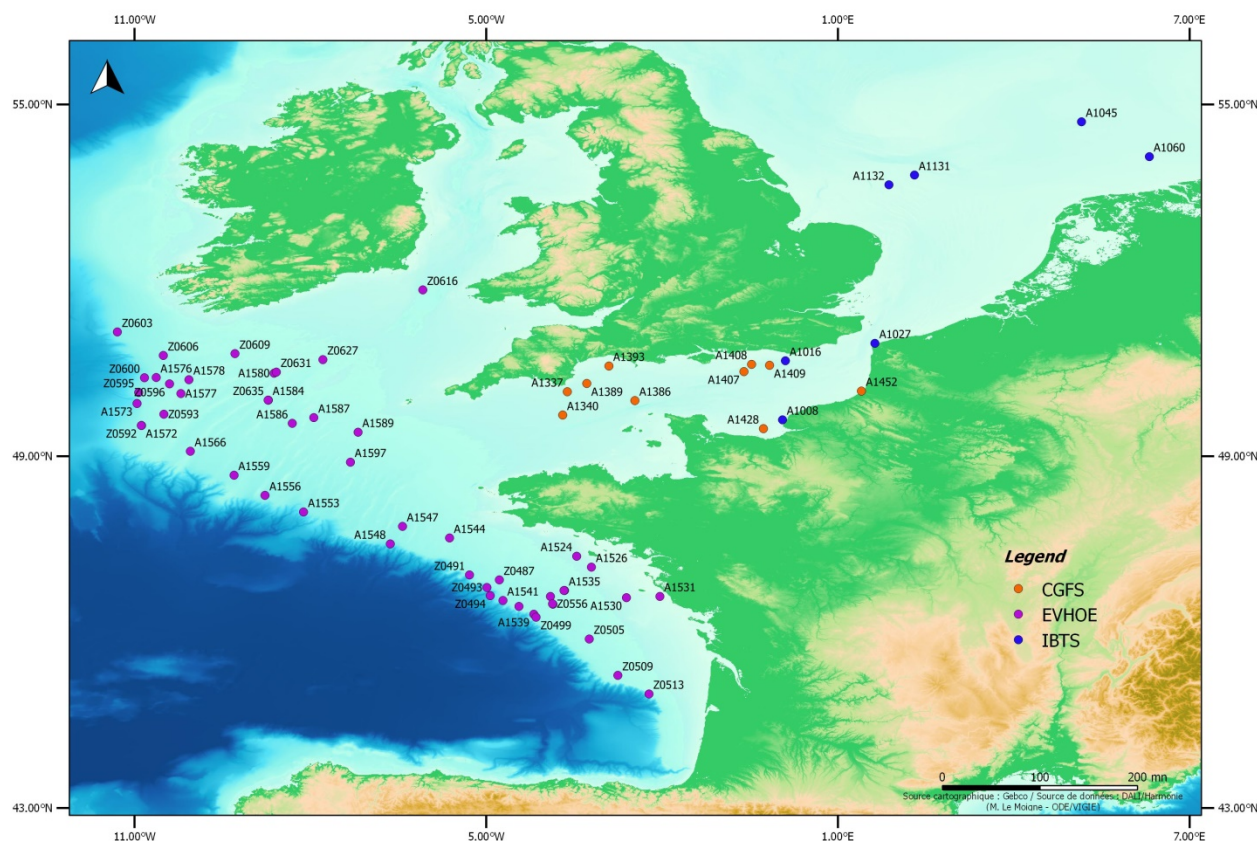 11.00°W 5.00°W 1.00°E 7.00°E
55.00°N 55.00°N
A1045
A1060
A1131
A1132
Z0616
Z0603
A1027
Z0606 Z0609 Z0627 A1393 A1408 A1016
Z0600 A1576 A1578 A1580 Z0631 A1407 A1409
Z0595 Z0596 A1577 Z0635 A1584 A1337 A1389 A1386 A1452
A1573 Z0593 A1586 A1587 A1340 A1428 A1008
Z0592 A1572 A1589
A1566 A1597
49.00°N 49.00°N
A1559
A1556
A1553
A1547
A1548 A1544
A1524 A1526
Z0491 Z0487
Z0493 A1541 A1535 A1530 A1531
Z0494 Z0556
A1539 Z0499
Z0505
Z0509
Z0513
Legend
CGFS
EVHOE
IBTS
0 100 200 mn
Source cartographique : Gebco / Source de données : DALI/Harmonie
(M. Le Moigne - ODE/VIGIE)
43.00°N 43.00°N
11.00°W 5.00°W 1.00°E 7.00°E